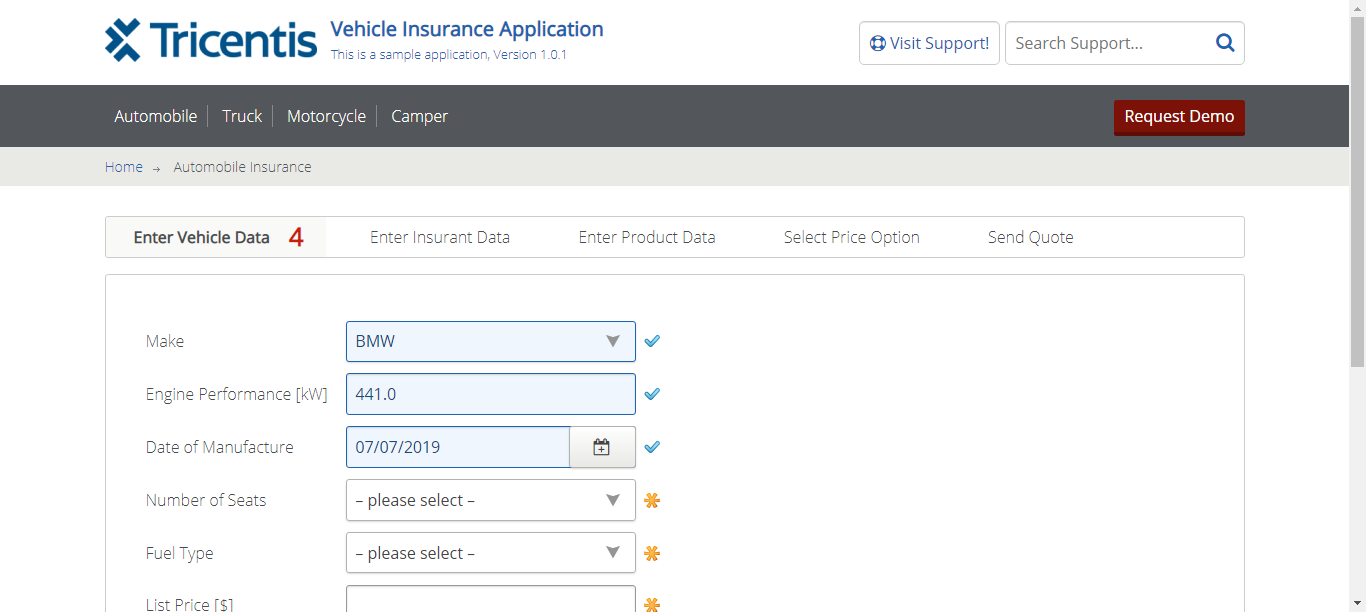 Tricentis
Vehicle Insurance Application
This is a sample application, Version 1.0.1
Visit Support!
Search Support...
Automobile
Truck
Motorcycle
Camper
Request Demo
Home → Automobile Insurance
Enter Vehicle Data 4
Enter Insurant Data
Enter Product Data
Select Price Option
Send Quote
Make
BMW
Engine Performance [kW]
441.0
Date of Manufacture
07/07/2019
Number of Seats
– please select –
Fuel Type
– please select –
List Price [$]